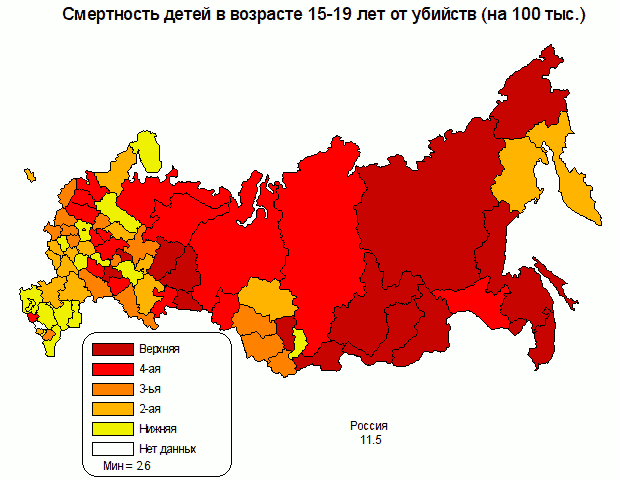 Смертность детей в возрасте 15-19 лет от убийств (на 100 тыс.)
Верхняя
4-ая
3-ья
2-ая
Нижняя
Нет данных
Мин = 2.6
Россия
11.5